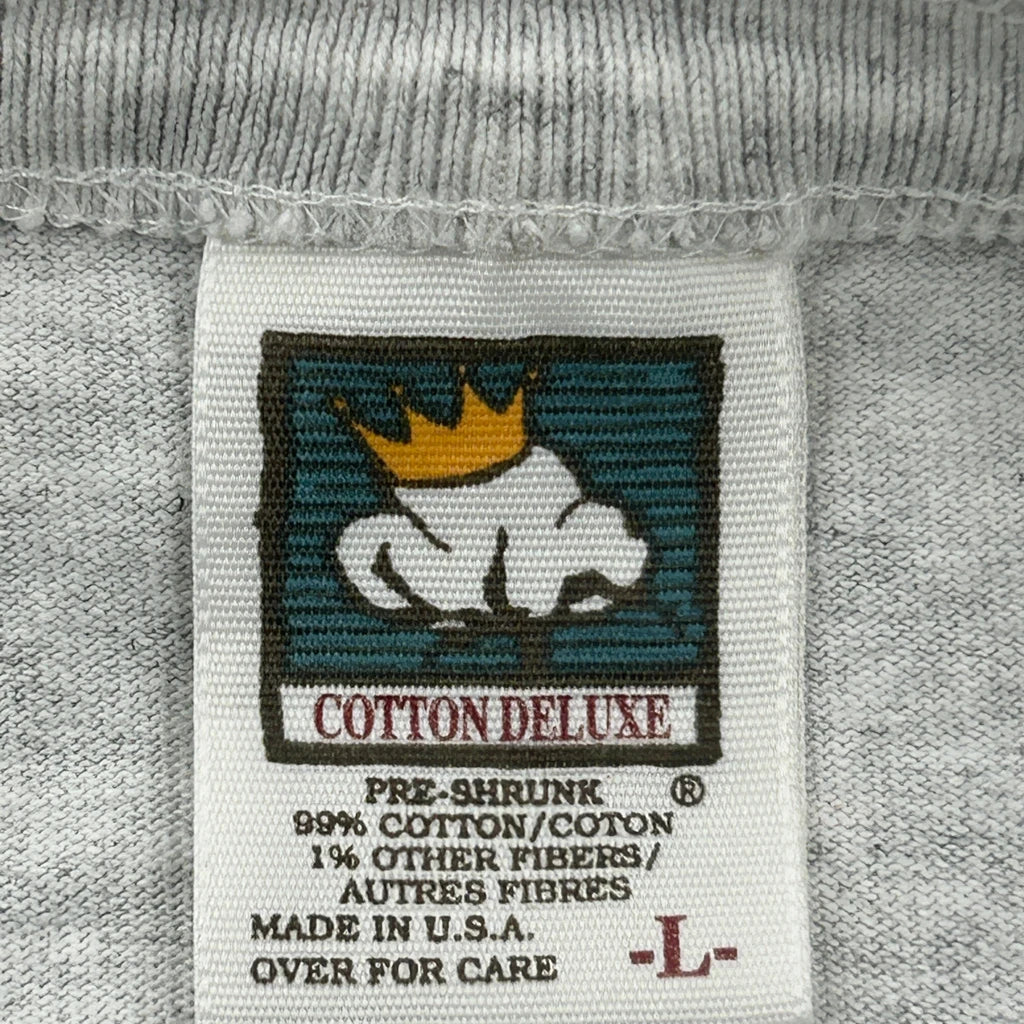 COTTON DELUXE
PRE-SHRUNK ®
99% COTTON/COTON
1% OTHER FIBERS/
AUTRES FIBRES
MADE IN U.S.A.
OVER FOR CARE -L-